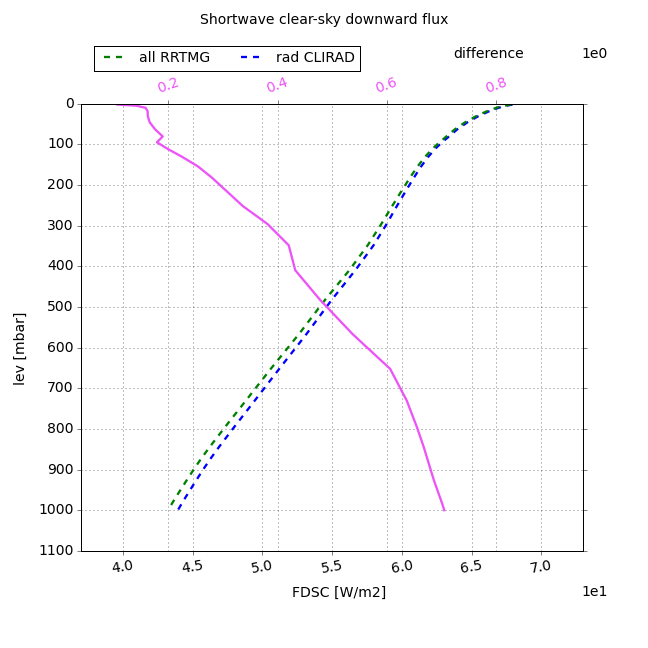 Shortwave clear-sky downward flux
all RRTMG rad CLIRAD difference 1e0
0.2 0.4 0.6 0.8
0
100
200
300
400
500
600
700
800
900
1000
1100
lev [mbar]
4.0 4.5 5.0 5.5 6.0 6.5 7.0
FDSC [W/m2] 1e1